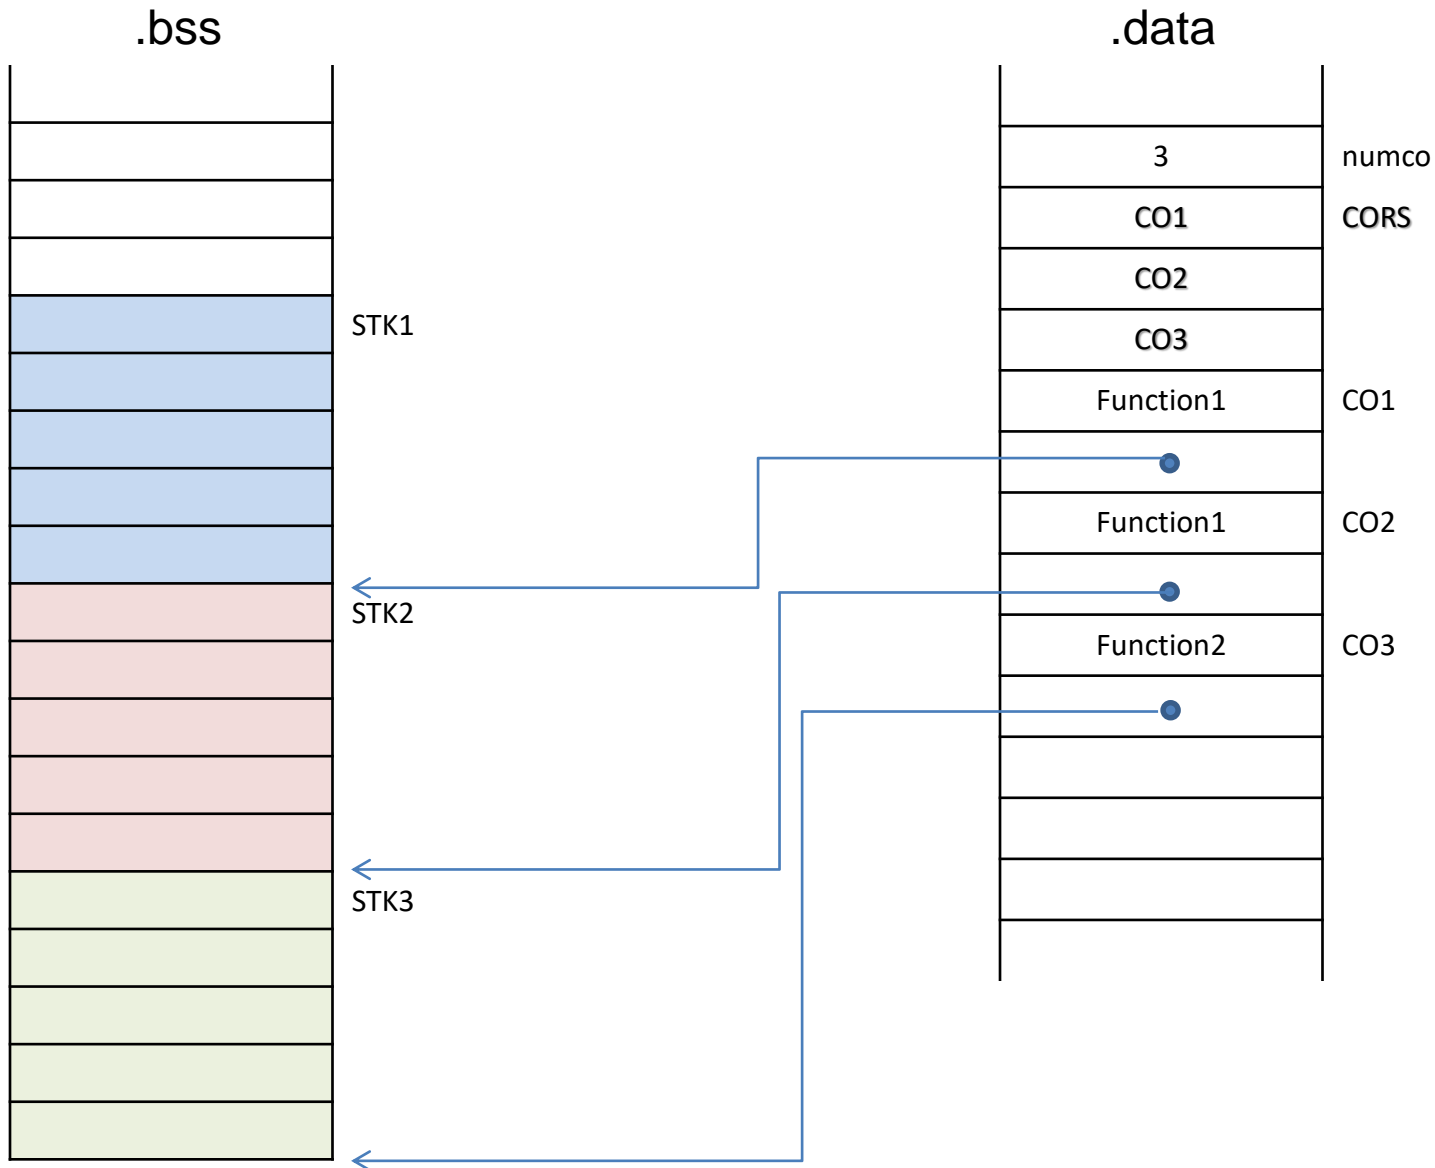 .bss
.data
3
numco
CO1
CORS
CO2
CO3
STK1
Function1
CO1
Function1
CO2
STK2
Function2
CO3
STK3